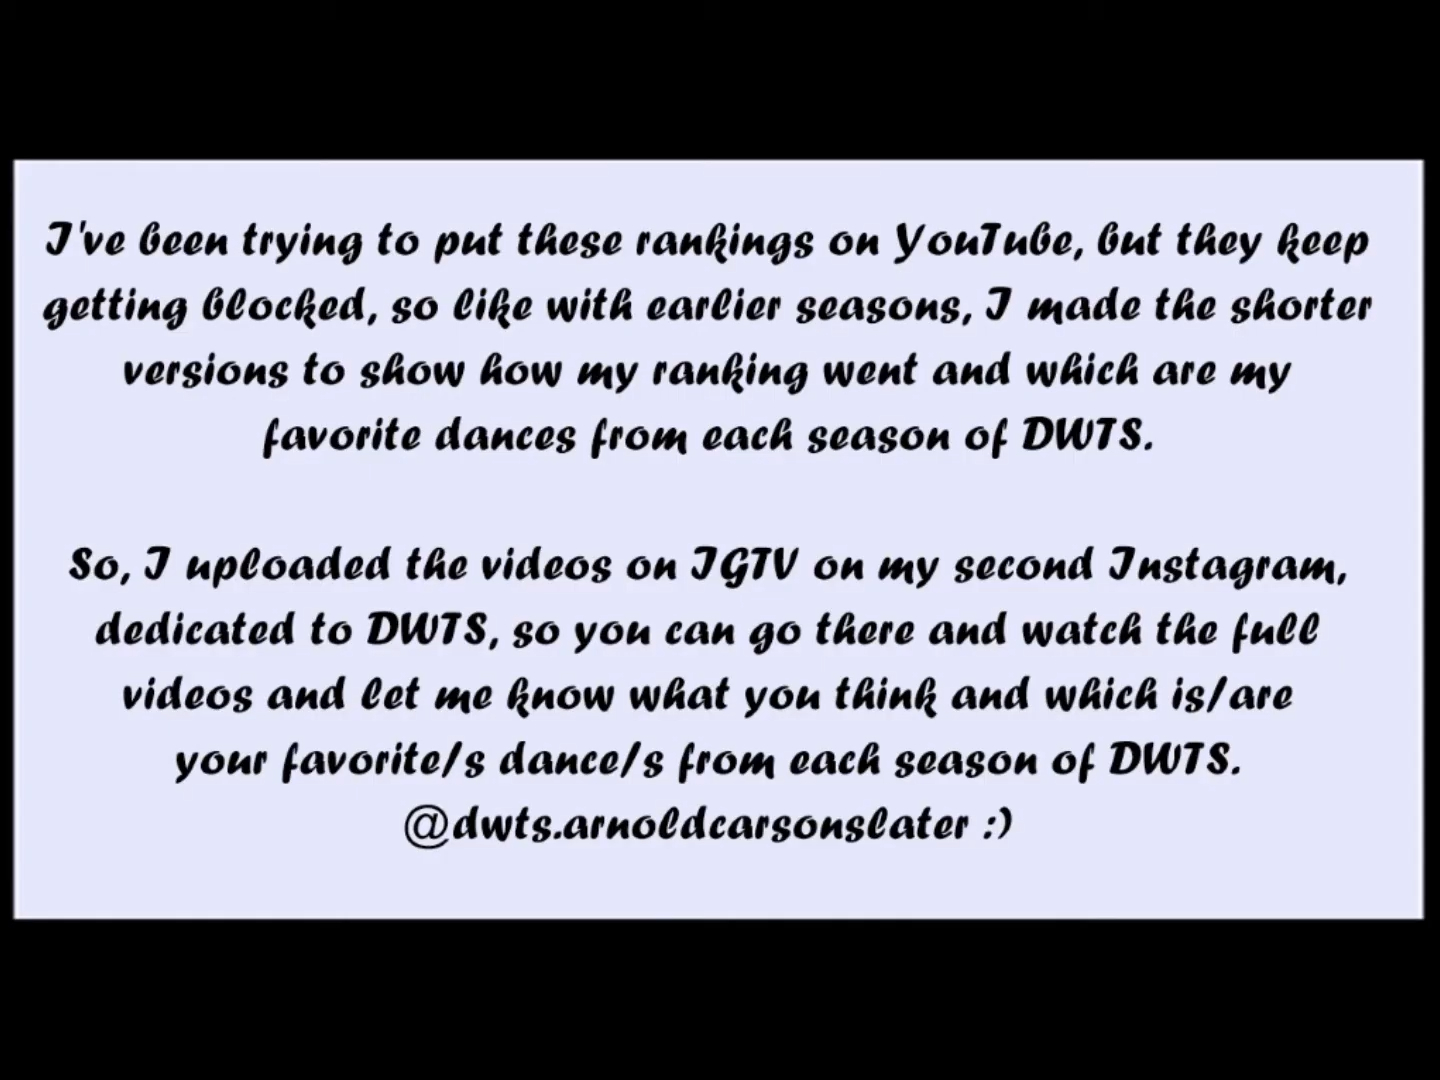 I've been trying to put these rankings on YouTube, but they keep
getting blocked, so like with earlier seasons, I made the shorter
versions to show how my ranking went and which are my
favorite dances from each season of DWTS.
So, I uploaded the videos on IGTV on my second Instagram,
dedicated to DWTS, so you can go there and watch the full
videos and let me know what you think and which is/are
your favorite/s dance/s from each season of DWTS.
@dwts.arnoldcarsonslater :)